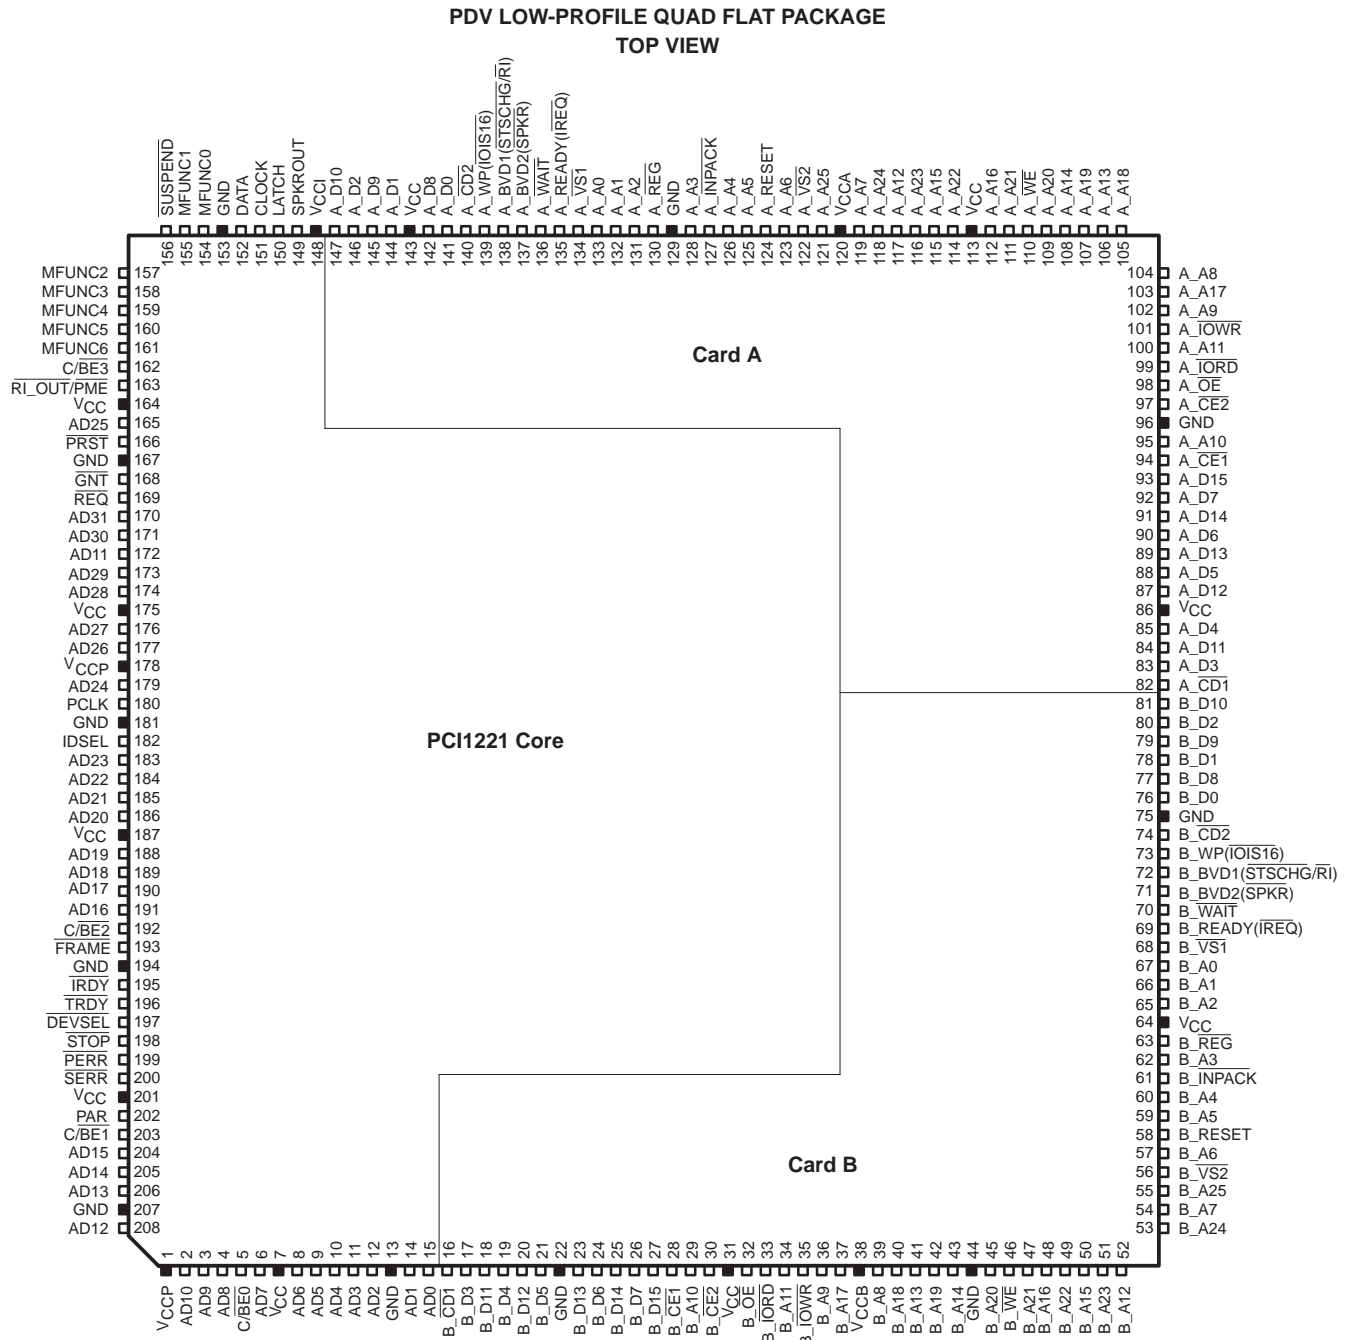 PDV LOW-PROFILE QUAD FLAT PACKAGE
TOP VIEW
SUSPEND 156
MFUNC1 155
MFUNC0 154
GND 153
DATA 152
CLOCK 151
LATCH 150
SPKROUT 149
VCCI 148
A_D10 147
A_D2 146
A_D9 145
A_D1 144
VCC 143
A_D8 142
A_D0 141
A_CD2 140
A_WP(IOIS16) 139
A_BVD1(STSCHG/RI) 138
A_BVD2(SPKR) 137
A_WAIT 136
A_READY(IREQ) 135
A_VS1 134
A_A0 133
A_A1 132
A_A2 131
A_REG 130
GND 129
A_A3 128
A_INPACK 127
A_A4 126
A_A5 125
A_RESET 124
A_A6 123
A_VS2 122
A_A25 121
VCCA 120
A_A7 119
A_A24 118
A_A12 117
A_A23 116
A_A15 115
A_A22 114
VCC 113
A_A16 112
A_A21 111
A_WE 110
A_A20 109
A_A14 108
A_A19 107
A_A13 106
A_A18 105
MFUNC2 157
MFUNC3 158
MFUNC4 159
MFUNC5 160
MFUNC6 161
C/BE3 162
RI_OUT/PME 163
VCC 164
AD25 165
PRST 166
GND 167
GNT 168
REQ 169
AD31 170
AD30 171
AD11 172
AD29 173
AD28 174
VCC 175
AD27 176
AD26 177
VCCP 178
AD24 179
PCLK 180
GND 181
IDSEL 182
AD23 183
AD22 184
AD21 185
AD20 186
VCC 187
AD19 188
AD18 189
AD17 190
AD16 191
C/BE2 192
FRAME 193
GND 194
IRDY 195
TRDY 196
DEVSEL 197
STOP 198
PERR 199
SERR 200
VCC 201
PAR 202
C/BE1 203
AD15 204
AD14 205
AD13 206
GND 207
AD12 208
Card A
PCI1221 Core
Card B
104 A_A8
103 A_A17
102 A_A9
101 A_IOWR
100 A_A11
99 A_IORD
98 A_OE
97 A_CE2
96 GND
95 A_A10
94 A_CE1
93 A_D15
92 A_D7
91 A_D14
90 A_D6
89 A_D13
88 A_D5
87 A_D12
86 VCC
85 A_D4
84 A_D11
83 A_D3
82 A_CD1
81 B_D10
80 B_D2
79 B_D9
78 B_D1
77 B_D8
76 B_D0
75 GND
74 B_CD2
73 B_WP(IOIS16)
72 B_BVD1(STSCHG/RI)
71 B_BVD2(SPKR)
70 B_WAIT
69 B_READY(IREQ)
68 B_VS1
67 B_A0
66 B_A1
65 B_A2
64 VCC
63 B_REG
62 B_A3
61 B_INPACK
60 B_A4
59 B_A5
58 B_RESET
57 B_A6
56 B_VS2
55 B_A25
54 B_A7
53 B_A24
1 VCCP
2 AD10
3 AD9
4 AD8
5 C/BE0
6 AD7
7 VCC
8 AD6
9 AD5
10 AD4
11 AD3
12 AD2
13 GND
14 AD1
15 AD0
16 B_CD1
17 B_D3
18 B_D11
19 B_D4
20 B_D12
21 B_D5
22 GND
23 B_D13
24 B_D6
25 B_D14
26 B_D7
27 B_D15
28 B_CE1
29 B_A10
30 B_CE2
31 VCC
32 B_OE
33 B_IORD
34 B_A11
35 B_IOWR
36 B_A9
37 B_A17
38 VCCB
39 B_A8
40 B_A18
41 B_A13
42 B_A19
43 B_A14
44 GND
45 B_A20
46 B_WE
47 B_A21
48 B_A16
49 B_A22
50 B_A15
51 B_A23
52 B_A12